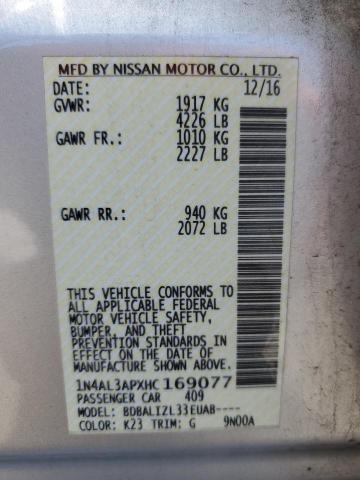 MFD BY NISSAN MOTOR CO., LTD.
DATE: 12/16
GVWR: 1917 KG
4226 LB
GAWR FR.: 1010 KG
2227 LB
GAWR RR.: 940 KG
2072 LB
THIS VEHICLE CONFORMS TO
ALL APPLICABLE FEDERAL
MOTOR VEHICLE SAFETY,
BUMPER, AND THEFT
PREVENTION STANDARDS
IN EFFECT ON THE DATE OF
MANUFACTURE SHOWN ABOVE.
1N4AL3APXHC169077
PASSENGER CAR 409
MODEL: BDBALIZL33EUAB----
COLOR: K23 TRIM: G 9N00A